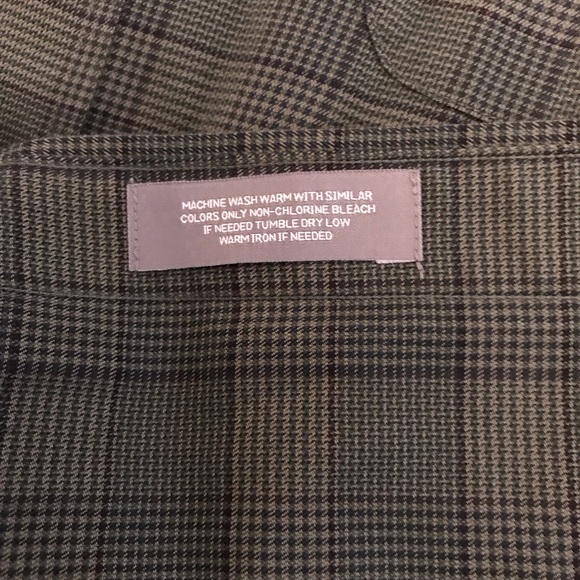 MACHINE WASH WARM WITH SIMILAR
COLORS ONLY NON-CHLORINE BLEACH
IF NEEDED TUMBLE DRY LOW
WARM IRON IF NEEDED